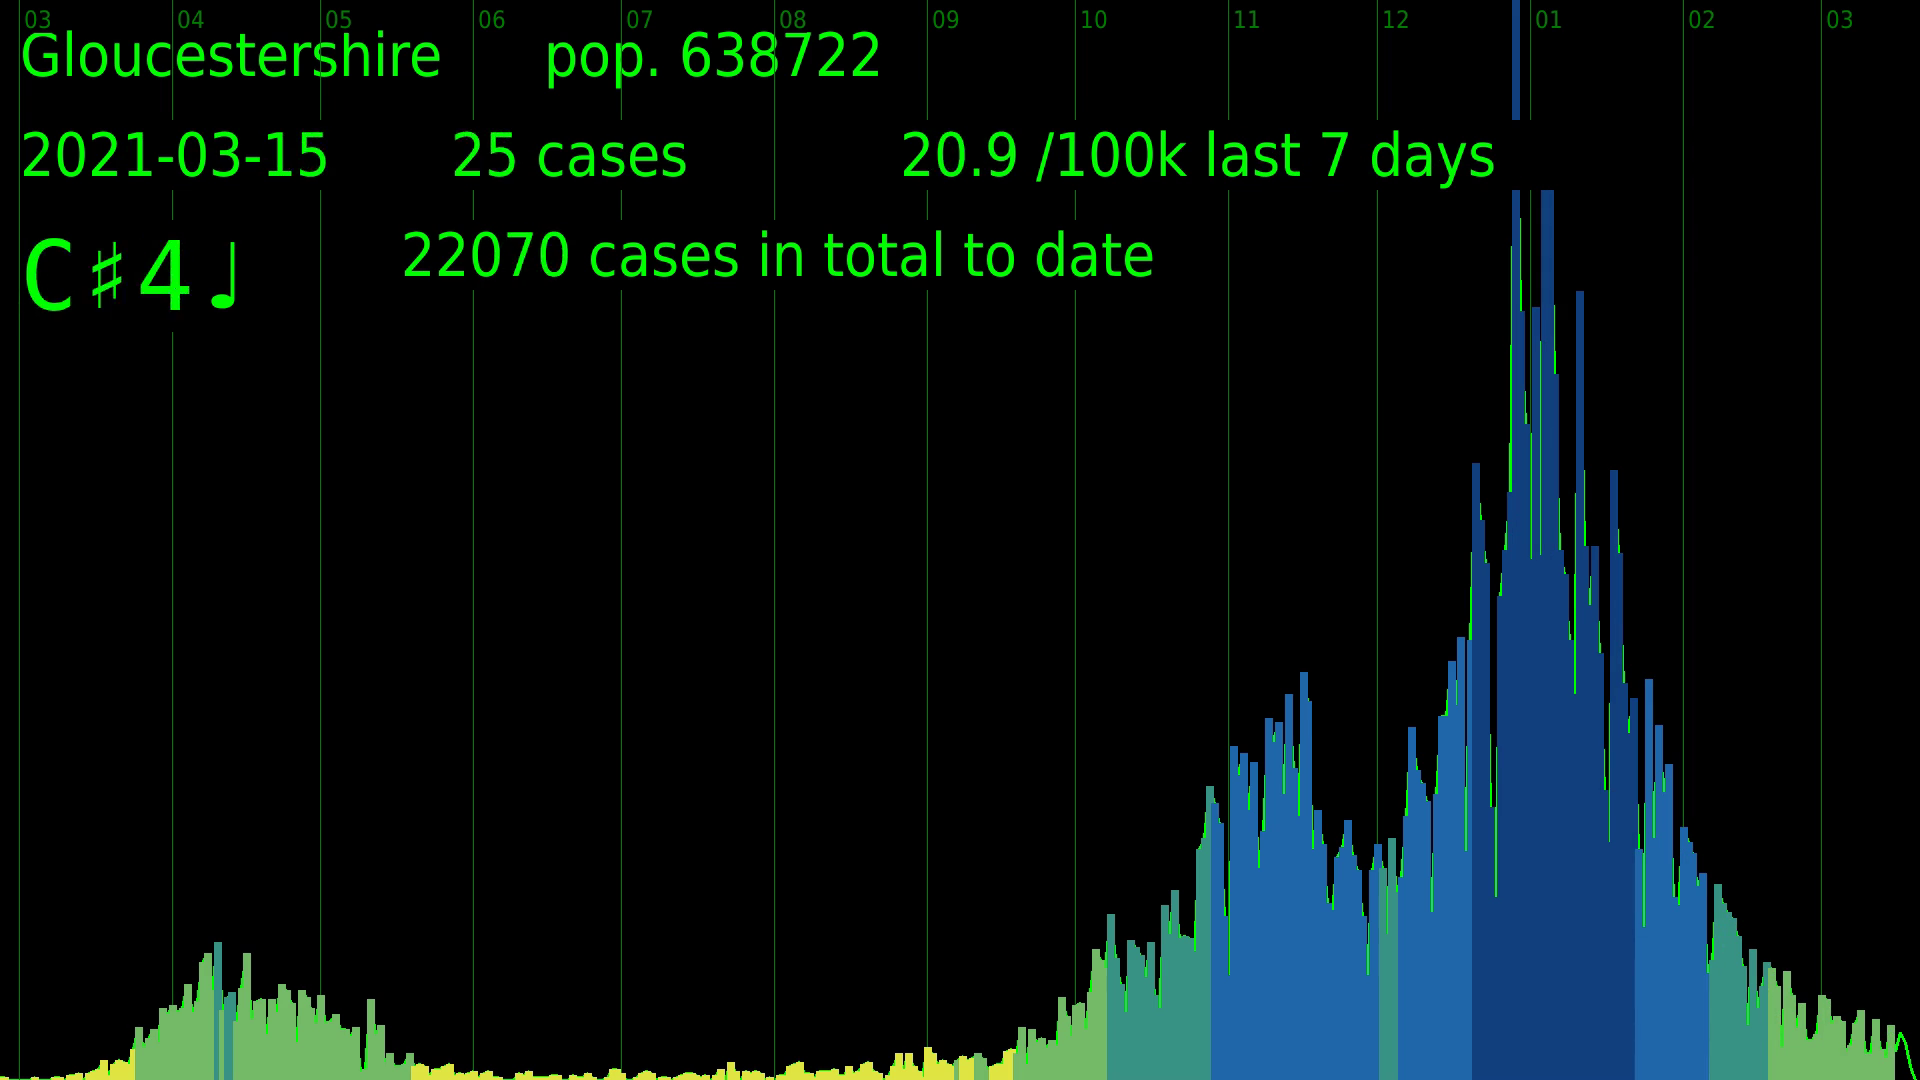 03 04 05 06 07 08 09 10 11 12 01 02 03
Gloucestershire pop. 638722
2021-03-15 25 cases 20.9 /100k last 7 days
C♯4♩ 22070 cases in total to date